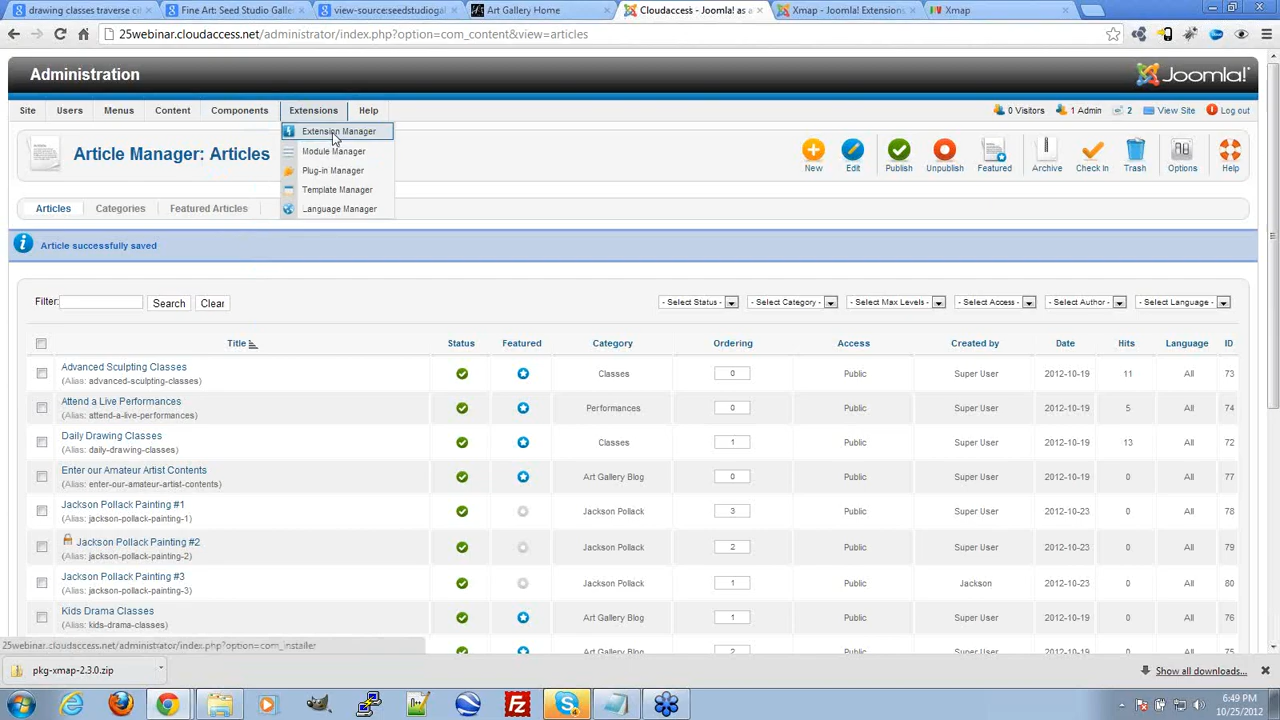 drawing classes traverse c
Fine Art: Seed Studio Galle
view-source:seedstudioga
Art Gallery Home
Cloudaccess - Joomla! as a
Xmap - Joomla! Extensions
Xmap
25webinar.cloudaccess.net/administrator/index.php?option=com_content&view=articles
Administration
Joomla!
Site Users Menus Content Components Extensions Help
0 Visitors 1 Admin 2 View Site Log out
Extension Manager
Module Manager
Plug-in Manager
Template Manager
Language Manager
Article Manager: Articles
New Edit Publish Unpublish Featured Archive Check In Trash Options Help
Articles Categories Featured Articles
Article successfully saved
Filter: Search Clear
- Select Status - - Select Category - - Select Max Levels - - Select Access - - Select Author - - Select Language -
Title Status Featured Category Ordering Access Created by Date Hits Language ID
Advanced Sculpting Classes
(Alias: advanced-sculpting-classes)
Classes 0 Public Super User 2012-10-19 11 All 73
Attend a Live Performances
(Alias: attend-a-live-performances)
Performances 0 Public Super User 2012-10-19 5 All 74
Daily Drawing Classes
(Alias: daily-drawing-classes)
Classes 1 Public Super User 2012-10-19 13 All 72
Enter our Amateur Artist Contents
(Alias: enter-our-amateur-artist-contents)
Art Gallery Blog 0 Public Super User 2012-10-19 0 All 77
Jackson Pollack Painting #1
(Alias: jackson-pollack-painting-1)
Jackson Pollack 3 Public Super User 2012-10-23 0 All 78
Jackson Pollack Painting #2
(Alias: jackson-pollack-painting-2)
Jackson Pollack 2 Public Super User 2012-10-23 0 All 79
Jackson Pollack Painting #3
(Alias: jackson-pollack-painting-3)
Jackson Pollack 1 Public Jackson 2012-10-23 0 All 80
Kids Drama Classes
(Alias: kids-drama-classes)
Art Gallery Blog 1 Public Super User 2012-10-19 0 All 76
Art Gallery Blog 2 Public Super User 2012-10-19
25webinar.cloudaccess.net/administrator/index.php?option=com_installer
pkg-xmap-2.3.0.zip
Show all downloads...
6:49 PM
10/25/2012